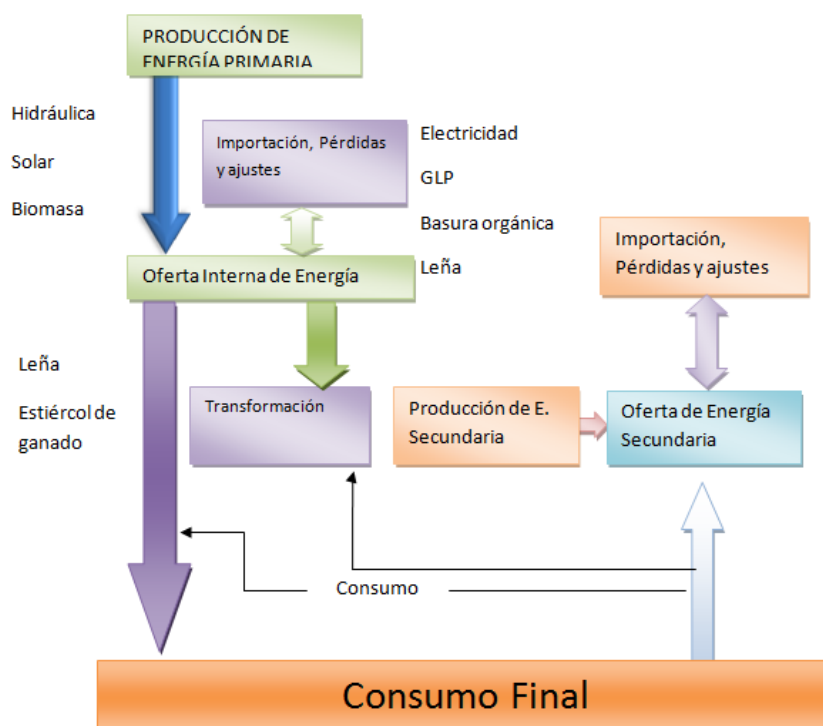 PRODUCCIÓN DE
ENERGÍA PRIMARIA
Hidráulica
Solar
Biomasa
Importación, Pérdidas
y ajustes
Electricidad
GLP
Basura orgánica
Leña
Importación,
Pérdidas y ajustes
Oferta Interna de Energía
Leña
Estiércol de
ganado
Transformación
Producción de E.
Secundaria
Oferta de Energía
Secundaria
Consumo
Consumo Final